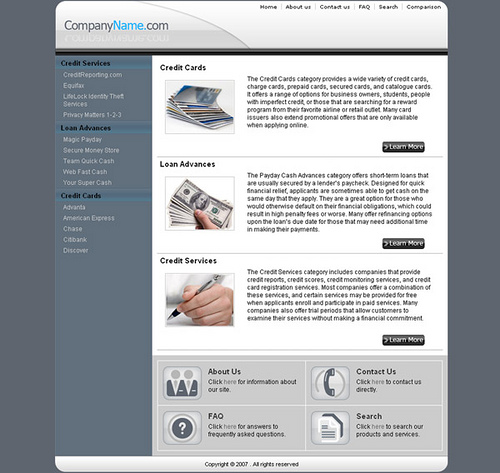 Home About us Contact us FAQ Search Comparison
CompanyName.com
Credit Services
CreditReporting.com
Equifax
LifeLock Identity Theft
Services
Privacy Matters 1-2-3
Loan Advances
Magic Payday
Secure Money Store
Team Quick Cash
Web Fast Cash
Your Super Cash
Credit Cards
Advanta
American Express
Chase
Citibank
Discover
Credit Cards
The Credit Cards category provides a wide variety of credit cards,
charge cards, prepaid cards, secured cards, and catalogue cards.
It offers a range of options for business owners, students, people
with imperfect credit, or those that are searching for a reward
program from their favorite airline or retail outlet. Many card
issuers also extend promotional offers that are only available
when applying online.
Learn More
Loan Advances
The Payday Cash Advances category offers short-term loans that
are usually secured by a lender's paycheck. Designed for quick
financial relief, applicants are sometimes able to get cash on the
same day that they apply. They are a great option for those who
would otherwise default on their financial obligations, which could
result in high penalty fees or worse. Many offer refinancing options
upon the loan's due date for those that may need additional time
in making their payments.
Learn More
Credit Services
The Credit Services category includes companies that provide
credit reports, credit scores, credit monitoring services, and credit
card registration services. Most companies offer a combination of
these services, and certain services may be provided for free
when applicants enroll and participate in paid services. Many
companies also offer trial periods that allow customers to
examine their services without making a financial commitment.
Learn More
About Us
Click here for information about
our site.
Contact Us
Click here to contact us
directly.
FAQ
Click here for answers to
frequently asked questions.
Search
Click here to search our
products and services.
Copyright © 2007 . All rights reserved